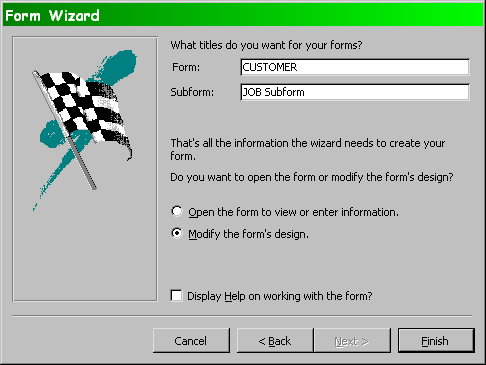 Form Wizard
What titles do you want for your forms?
Form: CUSTOMER
Subform: JOB Subform
That's all the information the wizard needs to create your
form.
Do you want to open the form or modify the form's design?
Open the form to view or enter information.
Modify the form's design.
Display Help on working with the form?
Cancel < Back Next > Finish